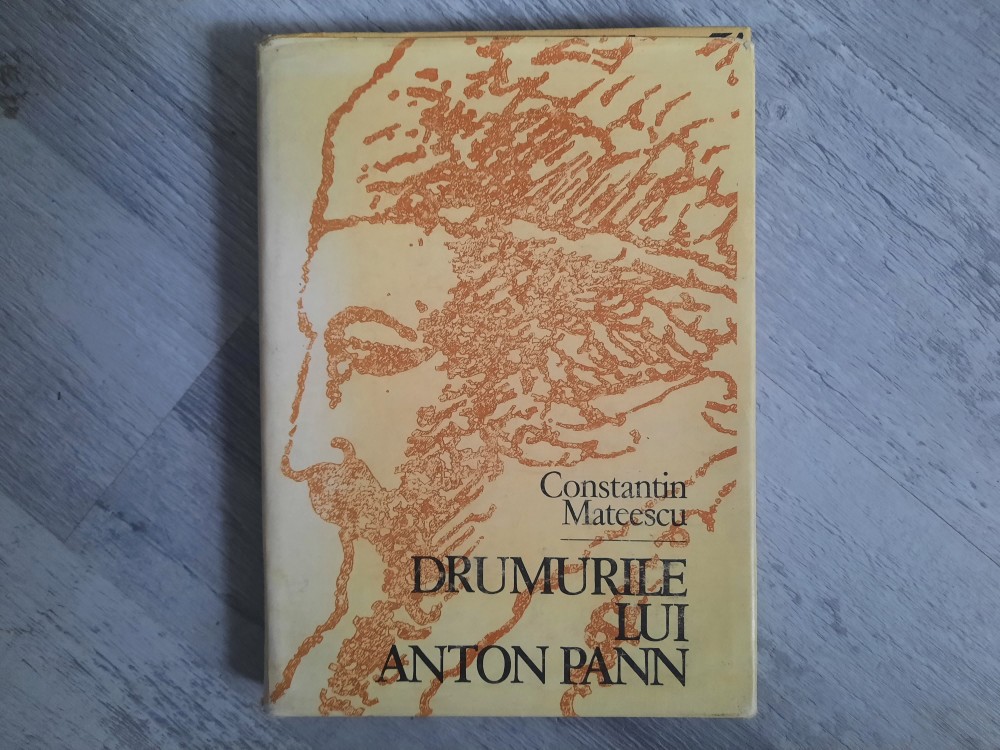 Constantin
Mateescu
DRUMURILE
LUI
ANTON PANN